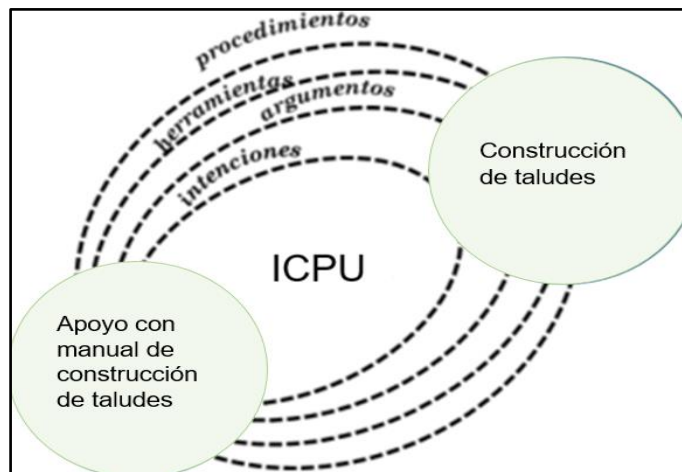 procedimientos
herramientas
argumentos
intenciones
Construcción
de taludes
ICPU
Apoyo con
manual de
construcción
de taludes